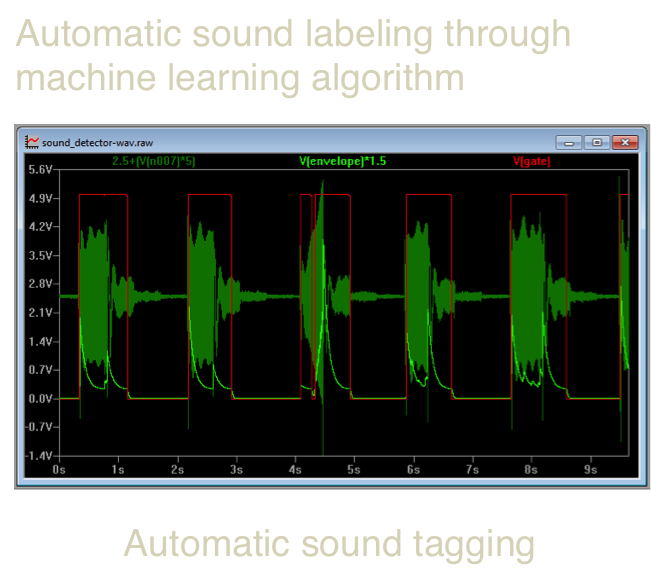 Automatic sound labeling through
machine learning algorithm
sound_detector-wav.raw
2.5+(V(n007)*5) V(envelope)*1.5 V(gate)
5.6V
4.9V
4.2V
3.5V
2.8V
2.1V
1.4V
0.7V
0.0V
-0.7V
-1.4V
0s 1s 2s 3s 4s 5s 6s 7s 8s 9s
Automatic sound tagging